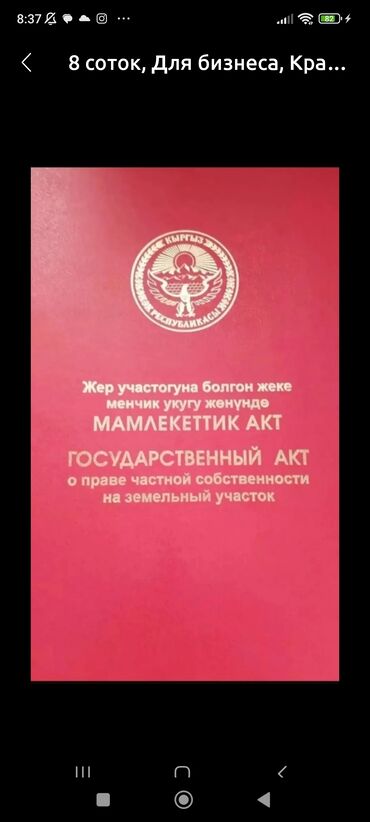 8:37
82
8 соток, Для бизнеса, Кра...
КЫРГЫЗ
РЕСПУБЛИКАСЫ
Жер участогуна болгон жеке
менчик укугу жөнүндө
МАМЛЕКЕТТИК АКТ
ГОСУДАРСТВЕННЫЙ АКТ
о праве частной собственности
на земельный участок